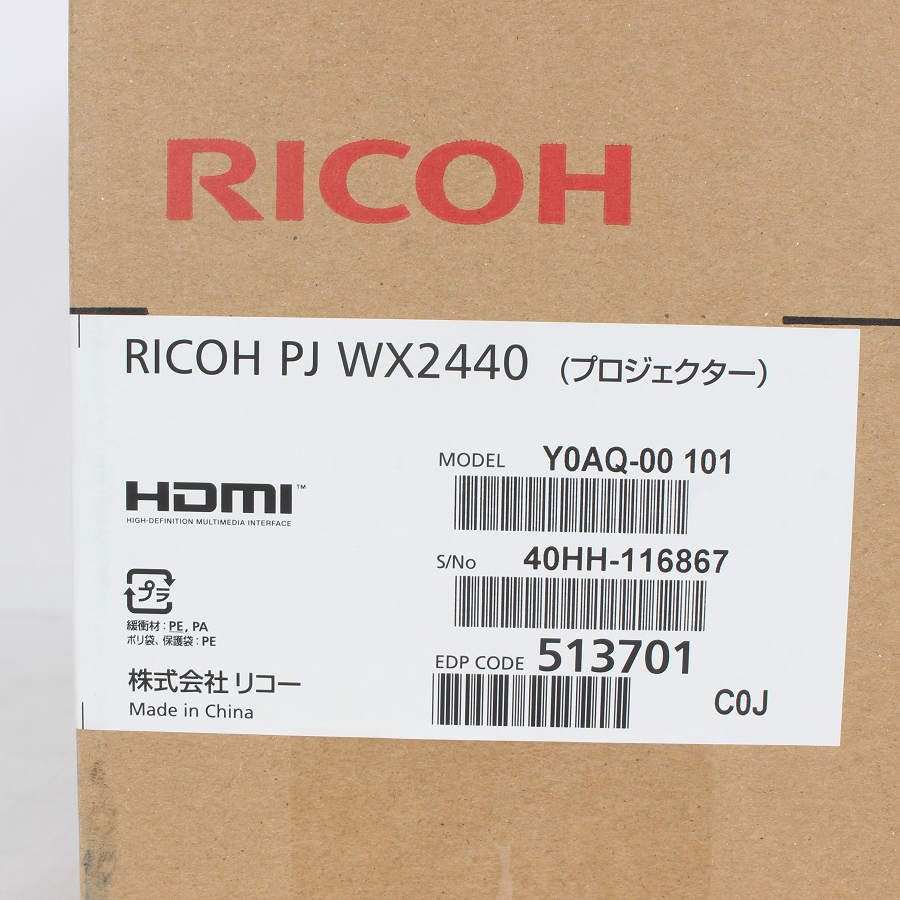 RICOH
RICOH PJ WX2440 (プロジェクター)
MODEL Y0AQ-00 101
HDMI™
HIGH-DEFINITION MULTIMEDIA INTERFACE
S/No 40HH-116867
プラ
緩衝材：PE, PA
ポリ袋、保護袋：PE
EDP CODE 513701
株式会社 リコー
Made in China
C0J